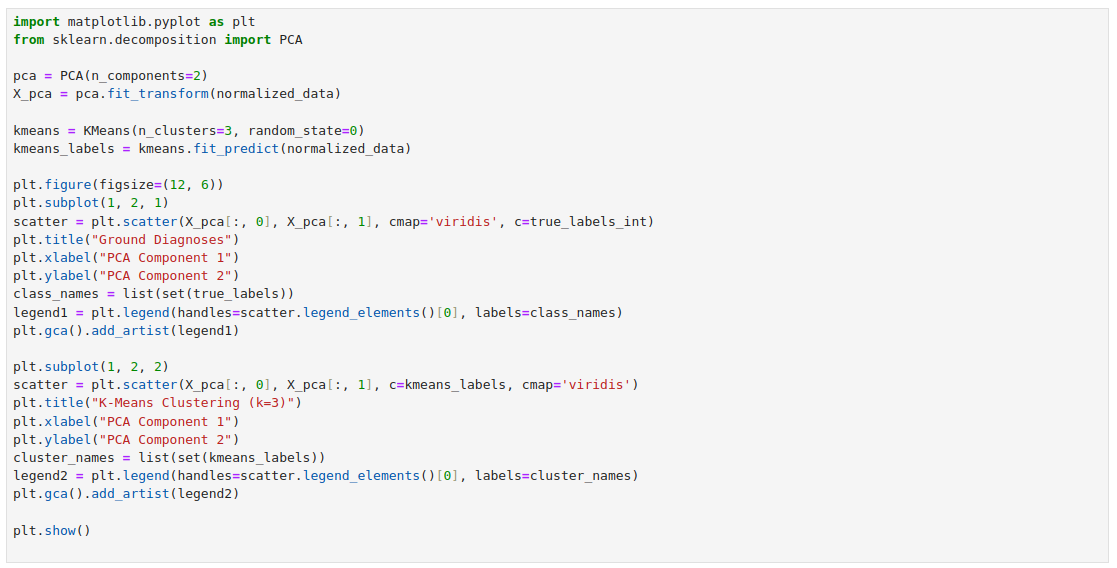 import matplotlib.pyplot as plt
from sklearn.decomposition import PCA
pca = PCA(n_components=2)
X_pca = pca.fit_transform(normalized_data)
kmeans = KMeans(n_clusters=3, random_state=0)
kmeans_labels = kmeans.fit_predict(normalized_data)
plt.figure(figsize=(12, 6))
plt.subplot(1, 2, 1)
scatter = plt.scatter(X_pca[:, 0], X_pca[:, 1], cmap='viridis', c=true_labels_int)
plt.title("Ground Diagnoses")
plt.xlabel("PCA Component 1")
plt.ylabel("PCA Component 2")
class_names = list(set(true_labels))
legend1 = plt.legend(handles=scatter.legend_elements()[0], labels=class_names)
plt.gca().add_artist(legend1)
plt.subplot(1, 2, 2)
scatter = plt.scatter(X_pca[:, 0], X_pca[:, 1], c=kmeans_labels, cmap='viridis')
plt.title("K-Means Clustering (k=3)")
plt.xlabel("PCA Component 1")
plt.ylabel("PCA Component 2")
cluster_names = list(set(kmeans_labels))
legend2 = plt.legend(handles=scatter.legend_elements()[0], labels=cluster_names)
plt.gca().add_artist(legend2)
plt.show()